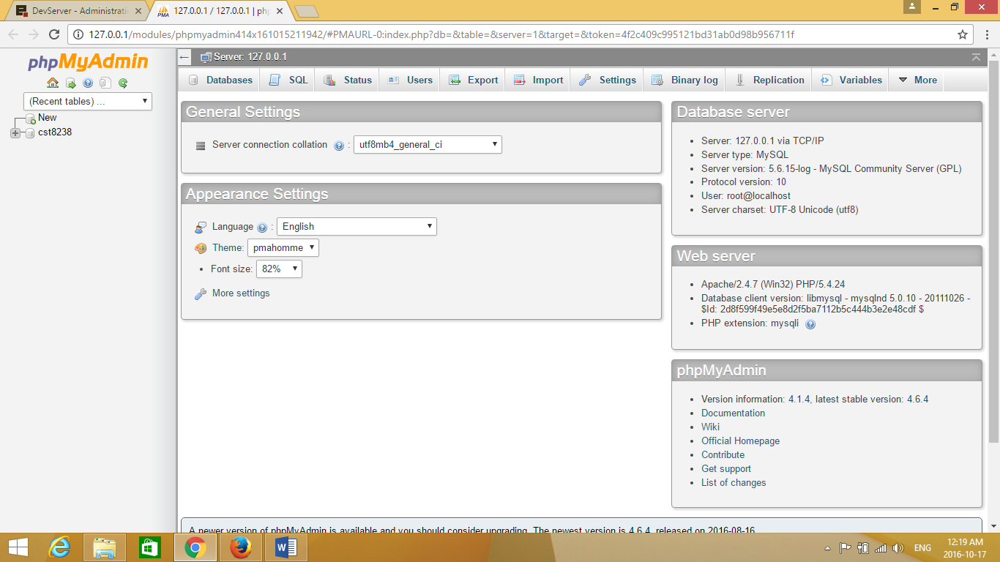 DevServer - Administrati
127.0.0.1 / 127.0.0.1 | ph
127.0.0.1/modules/phpmyadmin414x161015211942/#PMAURL-0:index.php?db=&table=&server=1&target=&token=4f2c409c995121bd31ab0d98b956711f
phpMyAdmin
(Recent tables) ...
New
cst8238
Server: 127.0.0.1
Databases SQL Status Users Export Import Settings Binary log Replication Variables More
General Settings
Server connection collation : utf8mb4_general_ci
Appearance Settings
Language : English
Theme: pmahomme
Font size: 82%
More settings
Database server
Server: 127.0.0.1 via TCP/IP
Server type: MySQL
Server version: 5.6.15-log - MySQL Community Server (GPL)
Protocol version: 10
User: root@localhost
Server charset: UTF-8 Unicode (utf8)
Web server
Apache/2.4.7 (Win32) PHP/5.4.24
Database client version: libmysql - mysqlnd 5.0.10 - 20111026 -
$Id: 2d8f599f49e5e8d2f5ba7112b5c444b3e2e48cdf $
PHP extension: mysqli
phpMyAdmin
Version information: 4.1.4, latest stable version: 4.6.4
Documentation
Wiki
Official Homepage
Contribute
Get support
List of changes
A newer version of phpMyAdmin is available and you should consider upgrading. The newest version is 4.6.4, released on 2016-08-16.
ENG
12:19 AM
2016-10-17